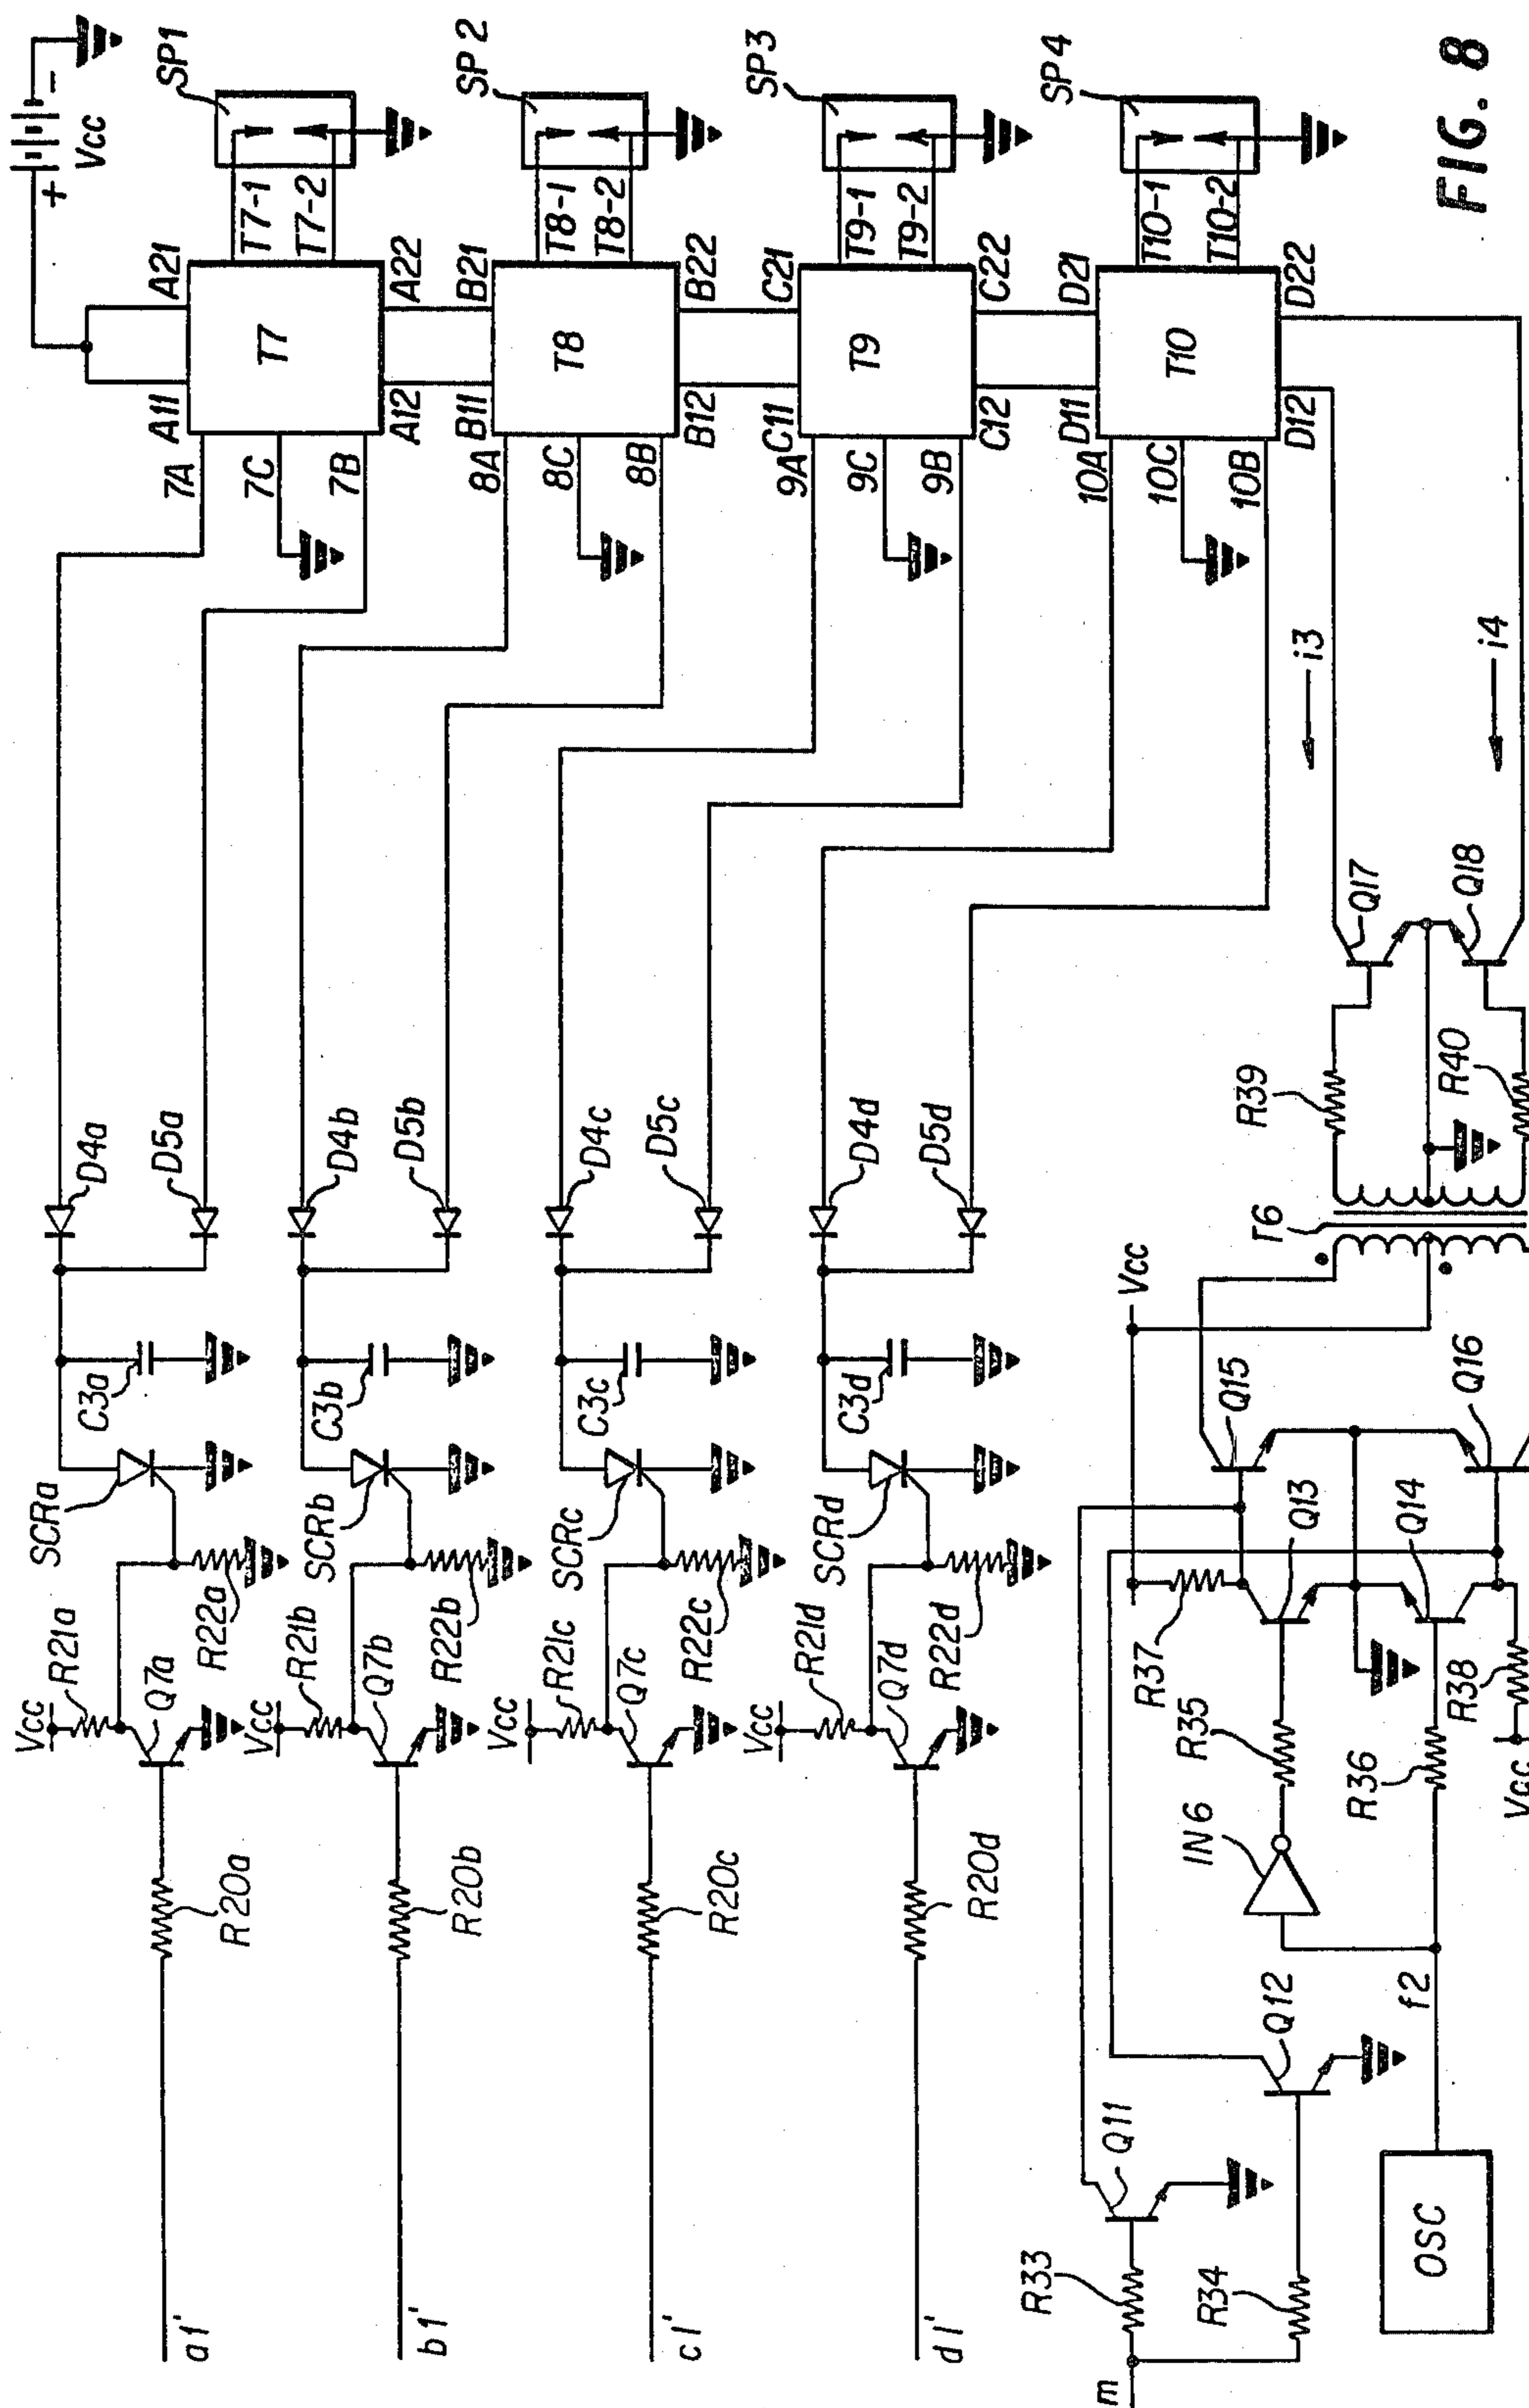 +
Vcc
−
A11
A21
SP1
7A
T7
T7-1
7C
T7-2
7B
A12
A22
D4a
SCRa
C3a
Vcc
R21a
D5a
Q7a
R22a
R20a
a1'
B11
B21
SP2
8A
T8
T8-1
8C
T8-2
8B
B12
B22
D4b
SCRb
C3b
Vcc
R21b
D5b
Q7b
R22b
R20b
b1'
C11
C21
SP3
9A
T9
T9-1
9C
T9-2
9B
C12
C22
D4c
SCRc
C3c
Vcc
R21c
D5c
Q7c
R22c
R20c
c1'
D11
D21
SP4
10A
T10
T10-1
10C
T10-2
10B
D12
D22
D4d
SCRd
C3d
Vcc
R21d
D5d
Q7d
R22d
R20d
d1'
m
R33
Q11
R34
Q12
OSC
f2
IN6
R35
R36
R37
Q13
Q14
R38
Vcc
Q15
Q16
Vcc
T6
R39
R40
Q17
Q18
i3
i4
FIG. 8